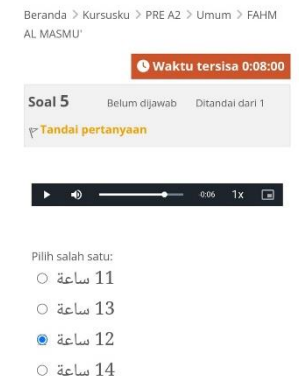 Beranda > Kursusku > PRE A2 > Umum > FAHM
AL MASMU'
Waktu tersisa 0:08:00
Soal 5 Belum dijawab Ditandai dari 1
Tandai pertanyaan
0:06 1x
Pilih salah satu:
11 ساعة
13 ساعة
12 ساعة
14 ساعة